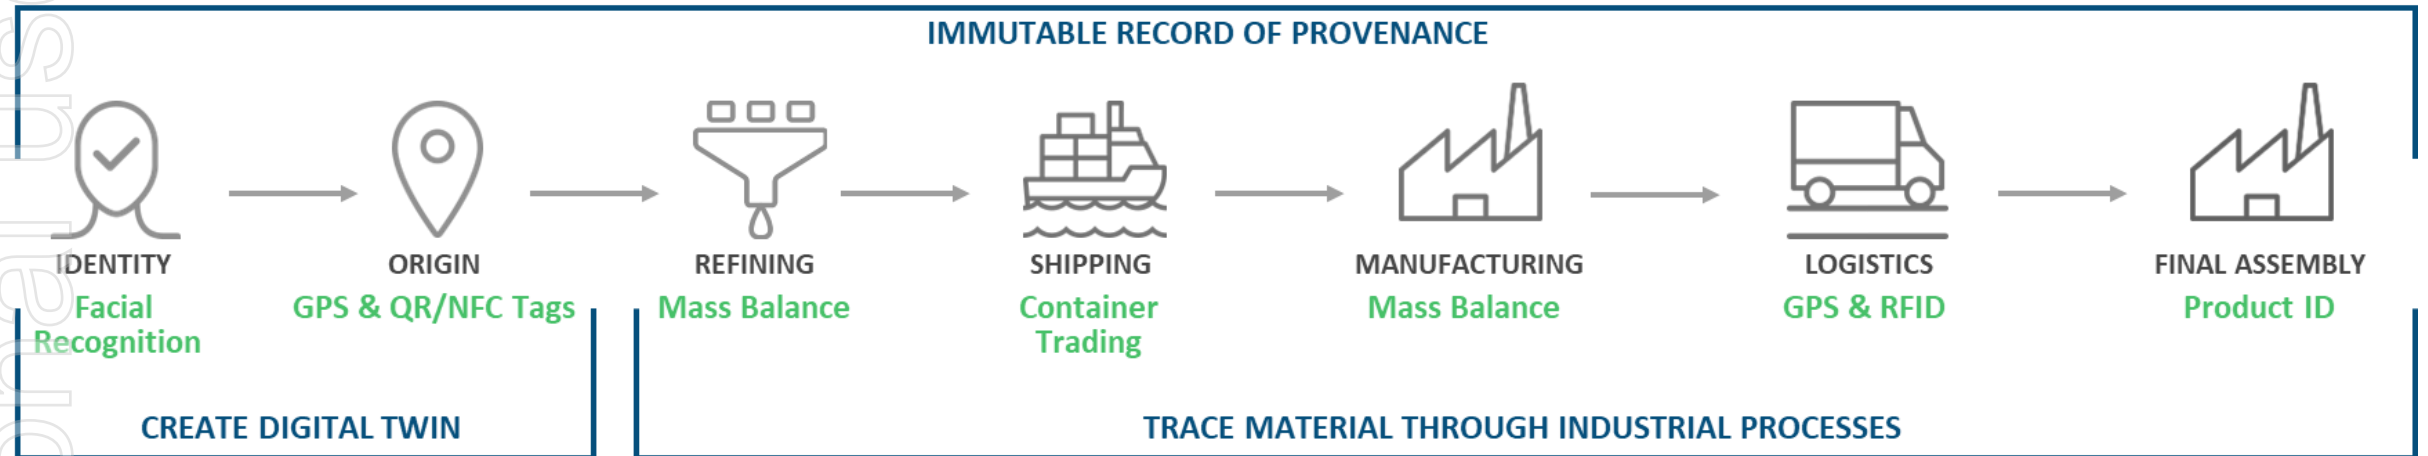 IMMUTABLE RECORD OF PROVENANCE
IDENTITY
Facial
Recognition
ORIGIN
GPS & QR/NFC Tags
REFINING
Mass Balance
SHIPPING
Container
Trading
MANUFACTURING
Mass Balance
LOGISTICS
GPS & RFID
FINAL ASSEMBLY
Product ID
CREATE DIGITAL TWIN
TRACE MATERIAL THROUGH INDUSTRIAL PROCESSES